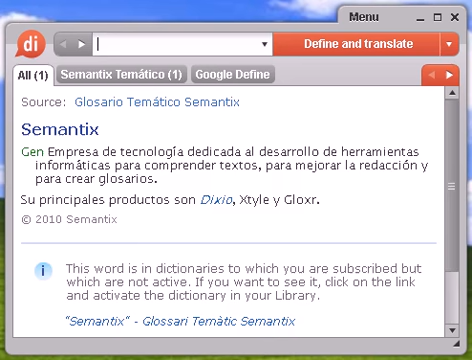 Menu
di
Define and translate
All (1) Semantix Temático (1) Google Define
Source: Glosario Temático Semantix
Semantix
Gen Empresa de tecnología dedicada al desarrollo de herramientas
informáticas para comprender textos, para mejorar la redacción y
para crear glosarios.
Su principales productos son Dixio, Xtyle y Gloxr.
© 2010 Semantix
This word is in dictionaries to which you are subscribed but
which are not active. If you want to see it, click on the link
and activate the dictionary in your Library.
"Semantix" - Glossari Temàtic Semantix